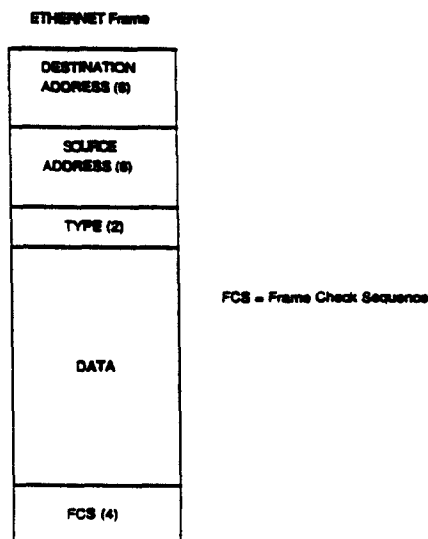 ETHERNET Frame
DESTINATION
ADDRESS (6)
SOURCE
ADDRESS (6)
TYPE (2)
DATA
FCS = Frame Check Sequence
FCS (4)